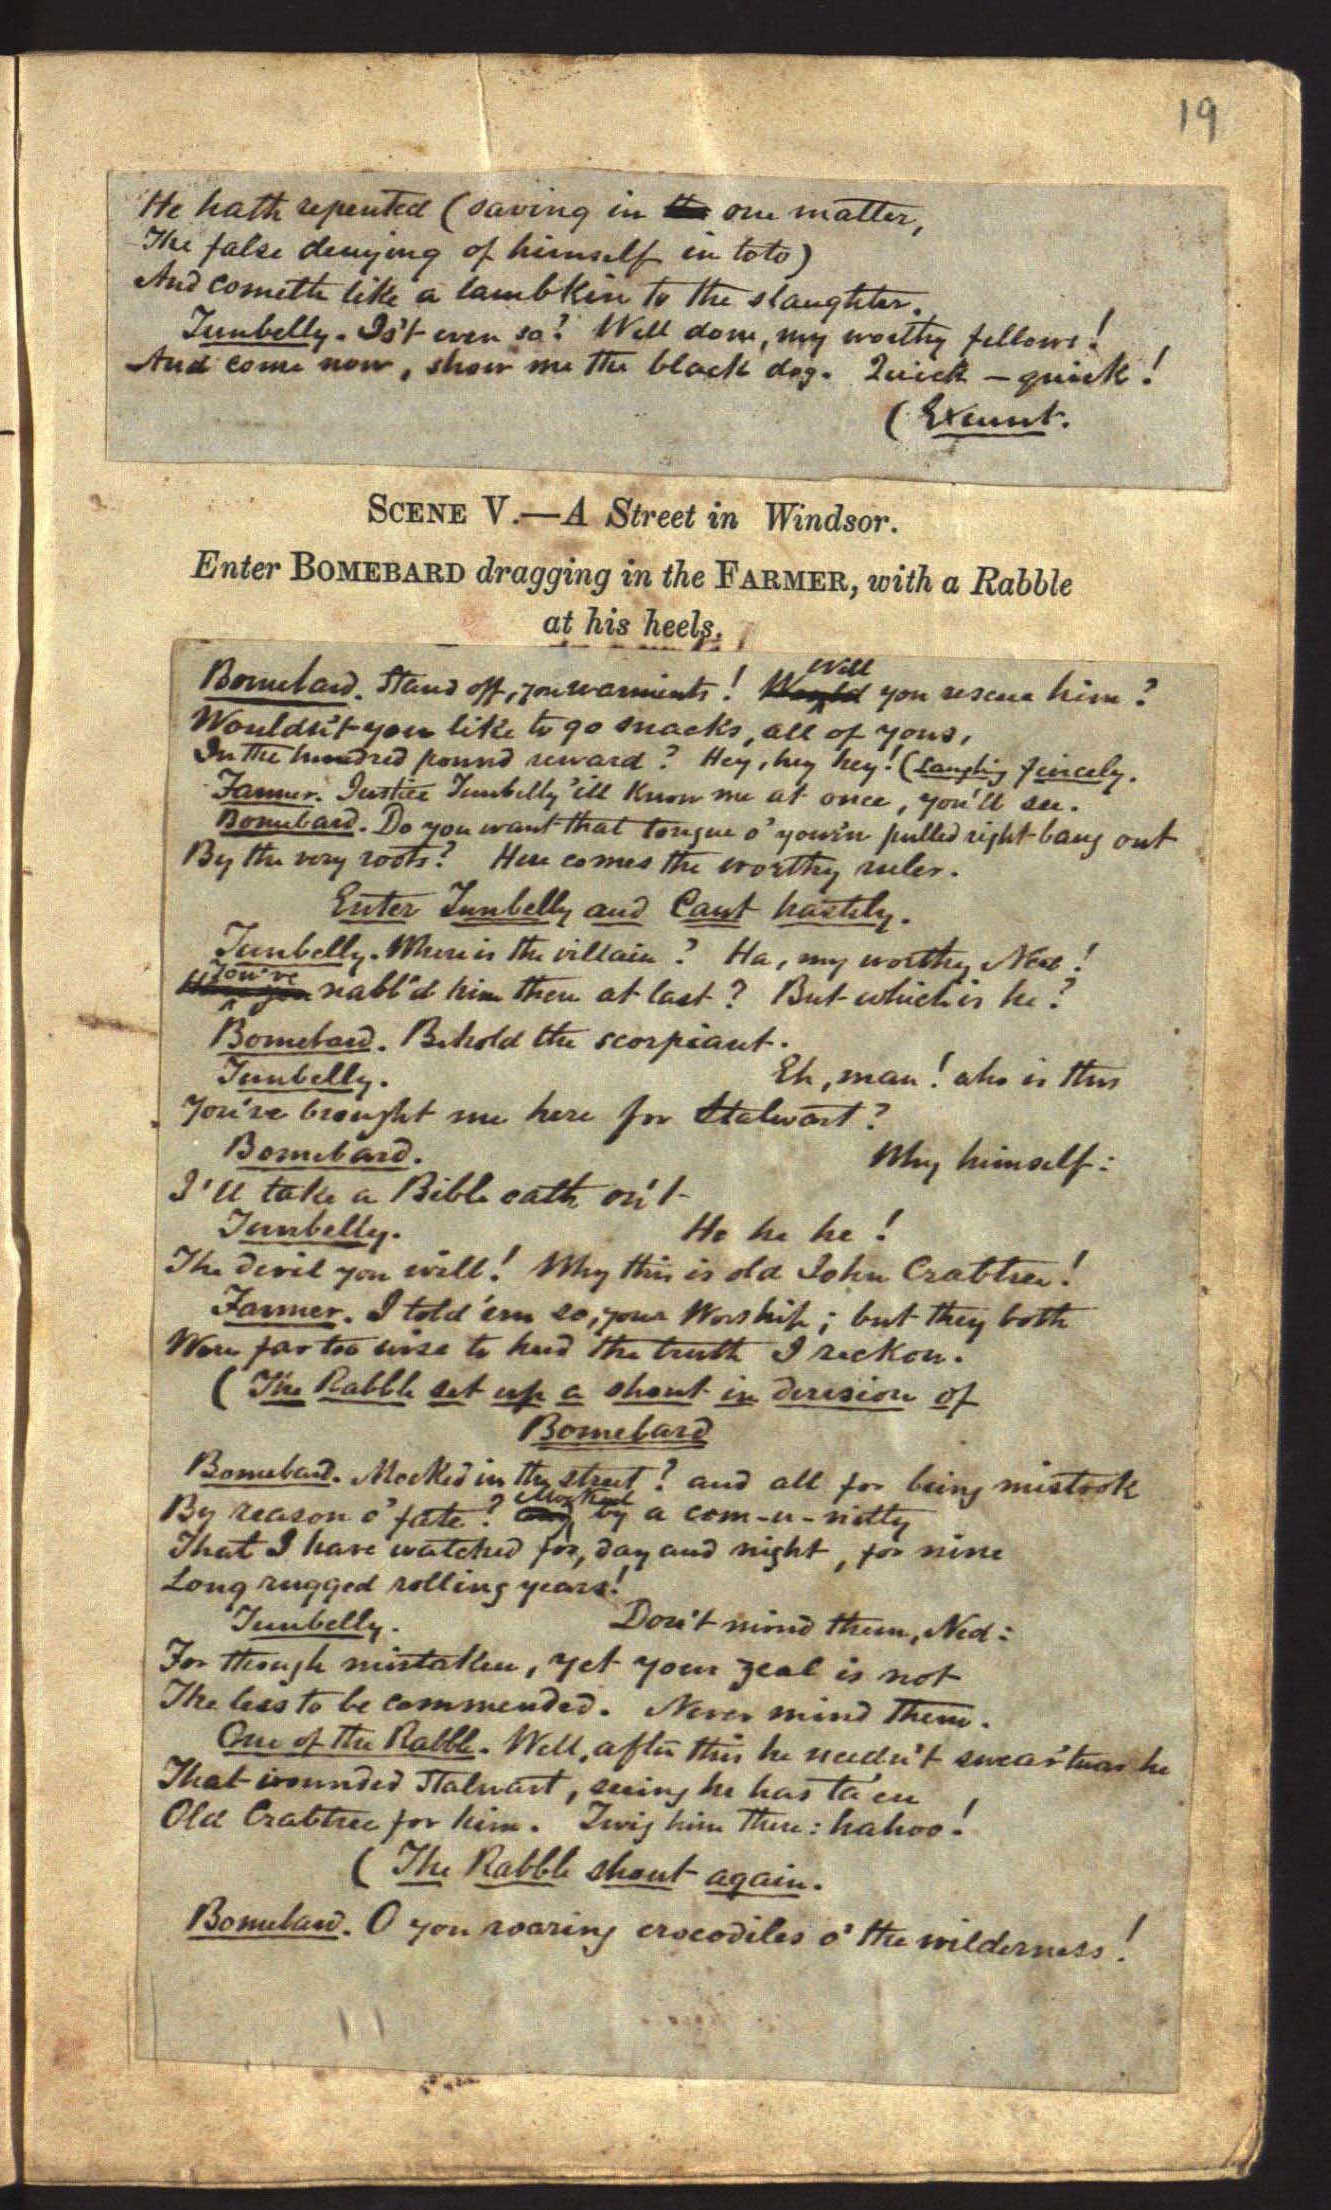 19
He hath repented (saving in the one matter,
The false denying of himself in toto)
And cometh like a lambkin to the slaughter.
Tunbelly. Is't even so? Well done, my worthy fellows!
And come now, show me the black dog. Quick – quick!
(Exeunt.
SCENE V.—A Street in Windsor.
Enter BOMEBARD dragging in the FARMER, with a Rabble
at his heels.
Will
Bomebard. Stand off, you warmients! Would you rescue him?
Wouldn't you like to go snacks, all of yous,
In the hundred pound reward? Hey, hey hey! (Laughing fiercely.
Farmer. Justice Tunbelly 'ill know me at once, you'll see.
Bomebard. Do you want that tongue o' yourn pulled right bang out
By the very roots? Here comes the worthy ruler.
Enter Tunbelly and Cant hastily.
Tunbelly. Where is the villain? Ha, my worthy Ned!
You've
Have you nabb'd him then at last? But which is he?
Bomebard. Behold the scorpiant.
Tunbelly. Eh, man! who is this
You've brought me here for Stalwart?
Bomebard. Why himself:
I'll take a Bible oath on't
Tunbelly. He he he!
The devil you will! Why this is old John Crabtree!
Farmer. I told 'em so, your Worship; but they both
Were far too wise to heed the truth I reckon.
(The Rabble set up a shout in derision of
Bomebard
Bomebard. Mocked in the street? and all for being mistook
Mocked
By reason o' fate? by a com-u-nitty
That I have watched for, day and night, for nine
Long rugged rolling years!
Tunbelly. Don't mind them, Ned:
For though mistaken, yet your zeal is not
The less to be commended. Never mind them.
One of the Rabble. Well, after this he needn't swear 'twas he
That wounded Stalwart, seeing he has ta'en
Old Crabtree for him. Twig him there: hahoo!
(The Rabble shout again.
Bomebard. O you roaring crocodiles o' the wilderness!